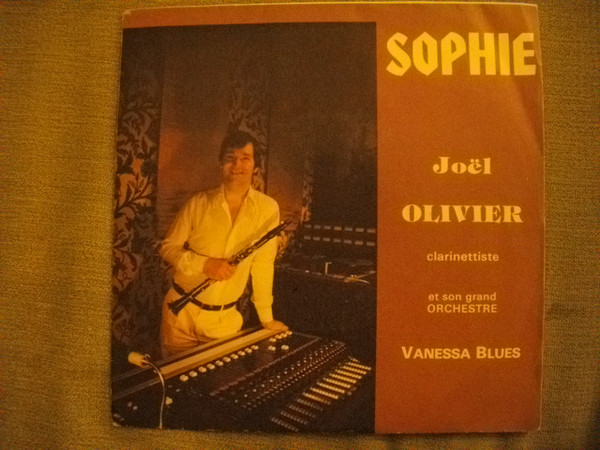 SOPHIE
Joël
OLIVIER
clarinettiste
et son grand
ORCHESTRE
VANESSA BLUES